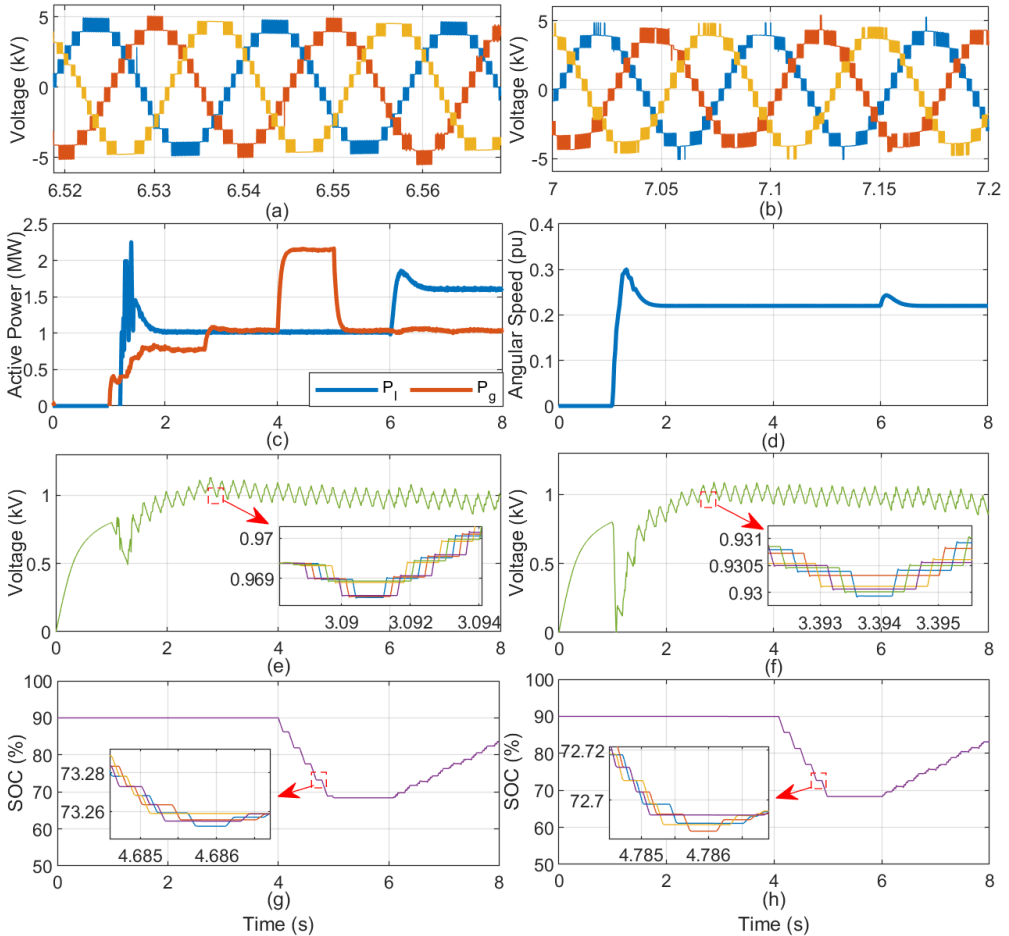 5
0
-5
Voltage (kV)
6.52 6.53 6.54 6.55 6.56
(a)
5
0
-5
Voltage (kV)
7 7.05 7.1 7.15 7.2
(b)
2.5
2
1.5
1
0.5
0
Active Power (MW)
P_l P_g
0 2 4 6 8
(c)
0.4
0.3
0.2
0.1
0
Angular Speed (pu)
0 2 4 6 8
(d)
1
0.5
0
Voltage (kV)
0.97
0.969
3.09 3.092 3.094
0 2 4 6 8
(e)
1
0.5
0
Voltage (kV)
0.931
0.9305
0.93
3.393 3.394 3.395
0 2 4 6 8
(f)
100
90
80
70
60
50
SOC (%)
73.28
73.26
4.685 4.686
0 2 4 6 8
(g)
Time (s)
100
90
80
70
60
50
SOC (%)
72.72
72.7
4.785 4.786
0 2 4 6 8
(h)
Time (s)